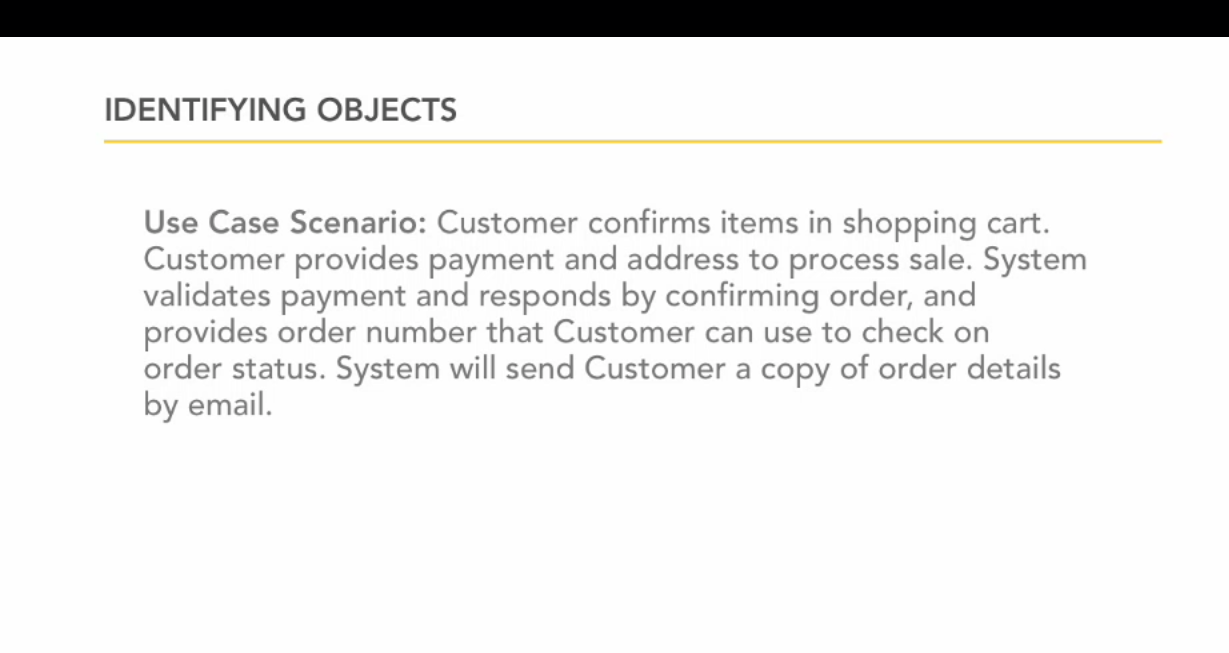 IDENTIFYING OBJECTS
Use Case Scenario: Customer confirms items in shopping cart.
Customer provides payment and address to process sale. System
validates payment and responds by confirming order, and
provides order number that Customer can use to check on
order status. System will send Customer a copy of order details
by email.